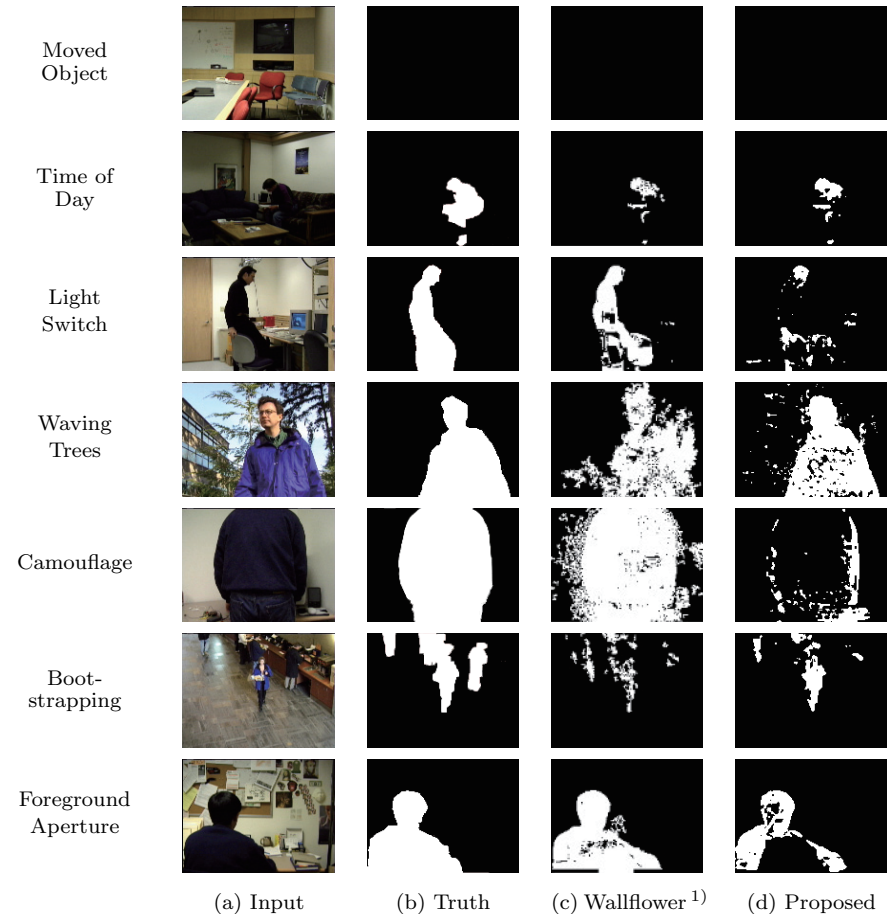 Moved
Object
Time of
Day
Light
Switch
Waving
Trees
Camouflage
Boot-
strapping
Foreground
Aperture
(a) Input
(b) Truth
(c) Wallflower 1)
(d) Proposed